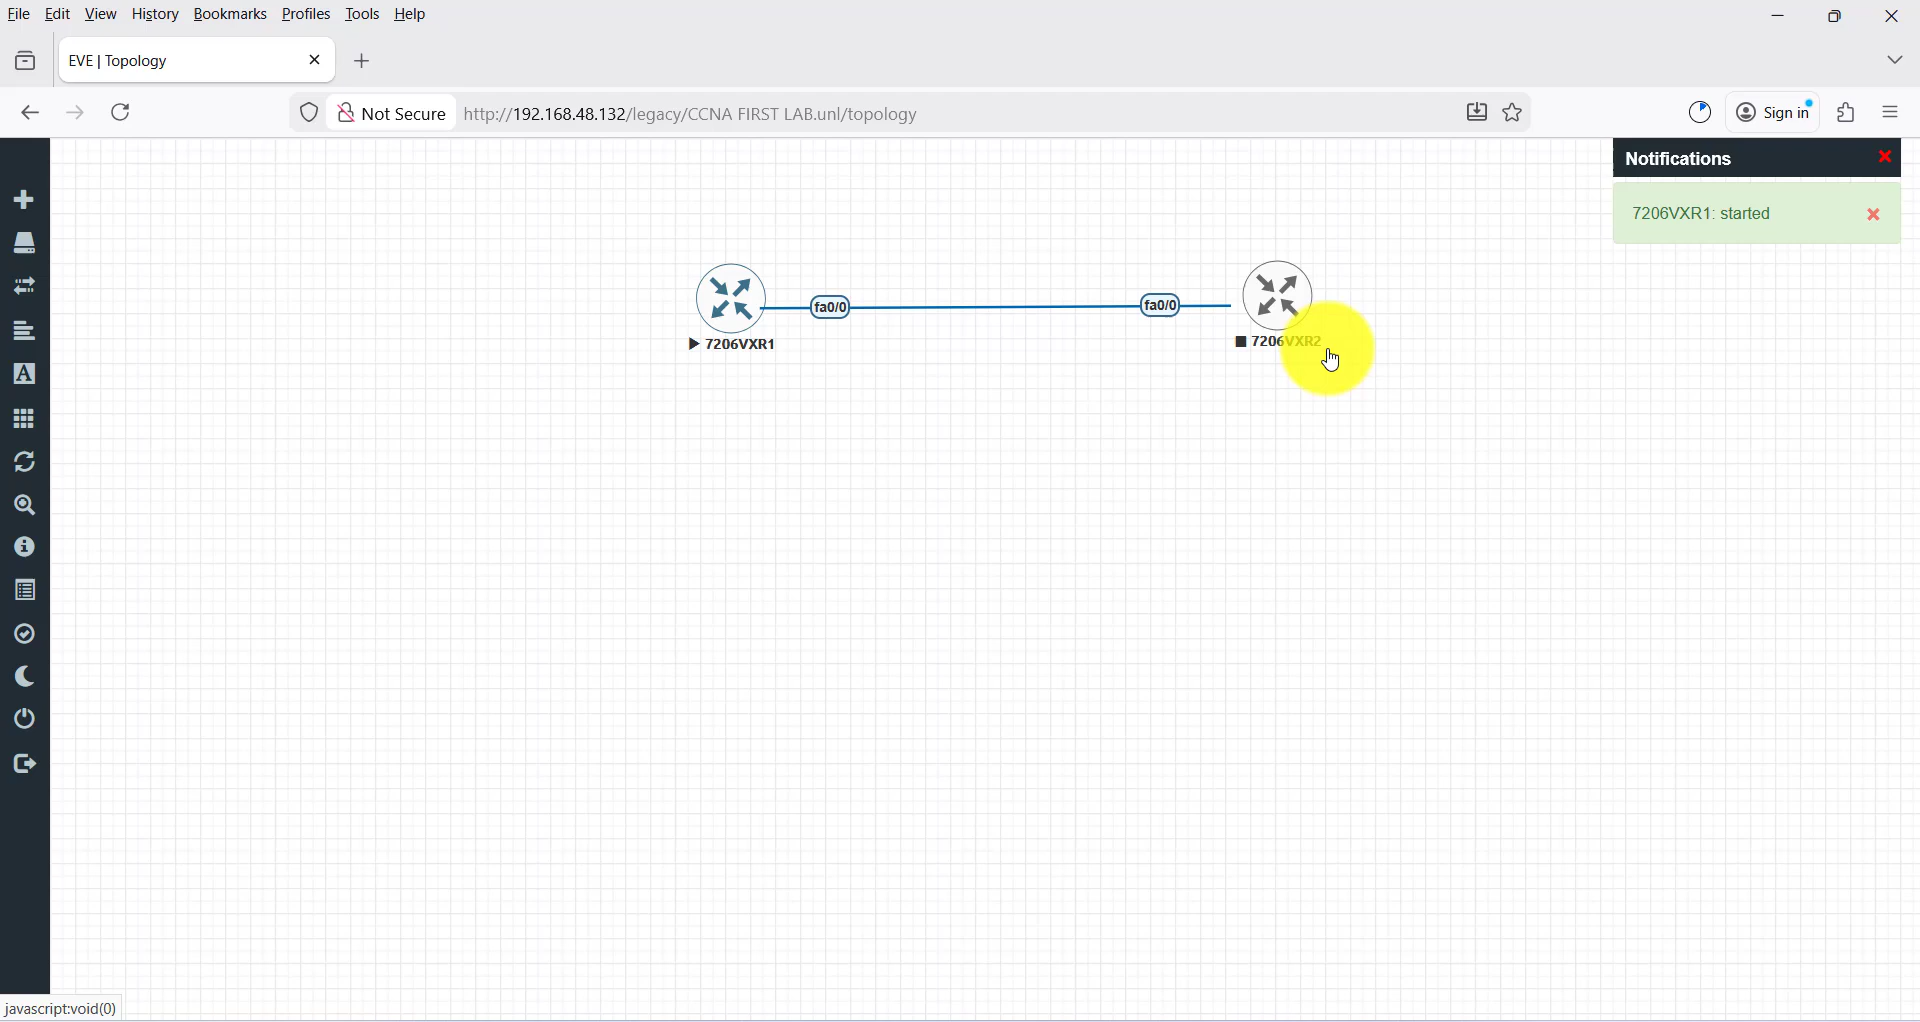 File Edit View History Bookmarks Profiles Tools Help
EVE | Topology
Not Secure http://192.168.48.132/legacy/CCNA FIRST LAB.unl/topology Sign in
Notifications
7206VXR1: started
fa0/0 fa0/0
7206VXR1 7206VXR2
javascript:void(0)